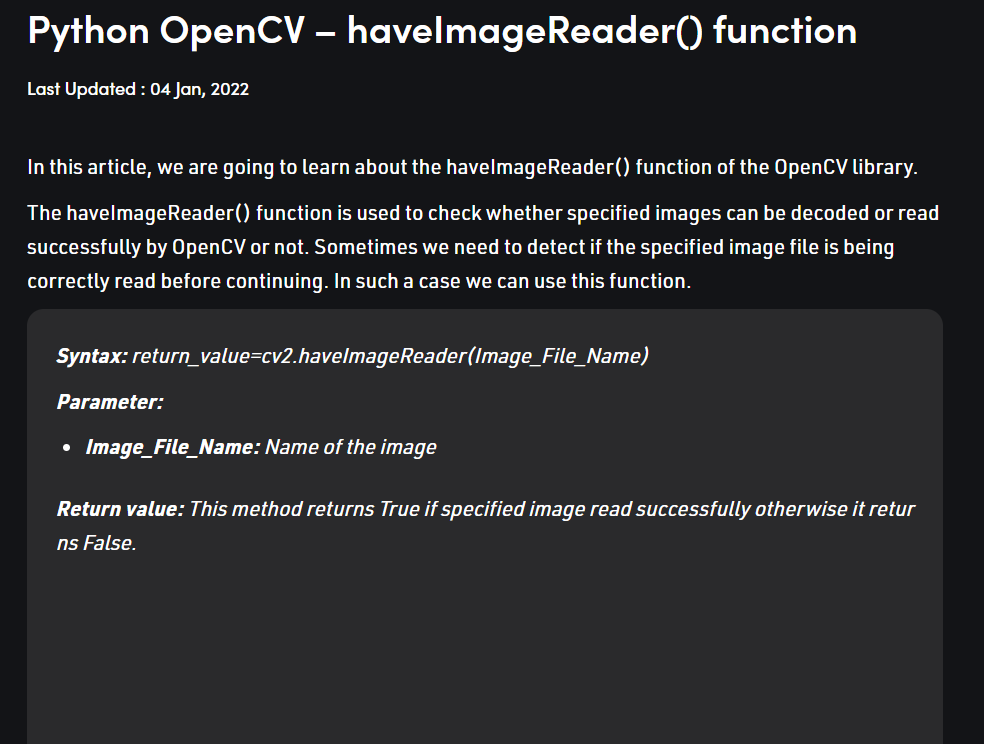 Python OpenCV – haveImageReader() function
Last Updated : 04 Jan, 2022
In this article, we are going to learn about the haveImageReader() function of the OpenCV library.
The haveImageReader() function is used to check whether specified images can be decoded or read
successfully by OpenCV or not. Sometimes we need to detect if the specified image file is being
correctly read before continuing. In such a case we can use this function.
Syntax: return_value=cv2.haveImageReader(Image_File_Name)
Parameter:
• Image_File_Name: Name of the image
Return value: This method returns True if specified image read successfully otherwise it retur
ns False.